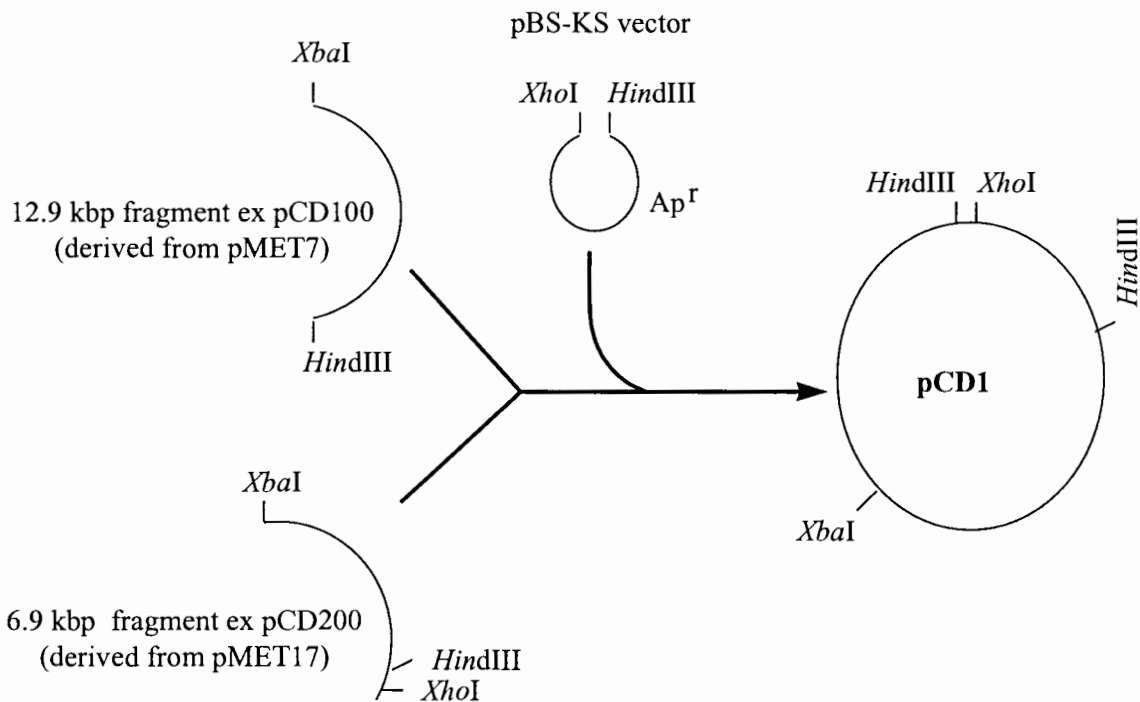 pBS-KS vector
XbaI
XhoI HindIII
Ap^r
12.9 kbp fragment ex pCD100
(derived from pMET7)
HindIII
HindIII XhoI
HindIII
pCD1
XbaI
XbaI
6.9 kbp fragment ex pCD200
(derived from pMET17)
HindIII
XhoI